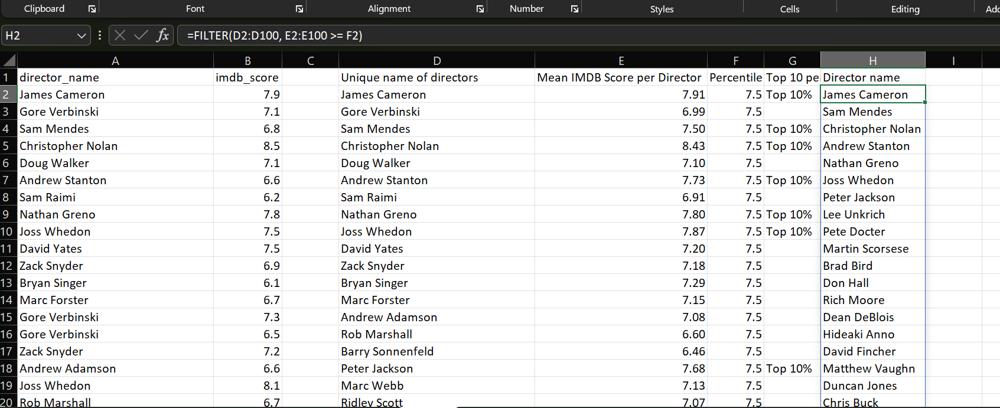 Clipboard Font Alignment Number Styles Cells Editing
H2 fx =FILTER(D2:D100, E2:E100 >= F2)
A B C D E F G H I
1 director_name imdb_score Unique name of directors Mean IMDB Score per Director Percentile Top 10 pe Director name
2 James Cameron 7.9 James Cameron 7.91 7.5 Top 10% James Cameron
3 Gore Verbinski 7.1 Gore Verbinski 6.99 7.5 Sam Mendes
4 Sam Mendes 6.8 Sam Mendes 7.50 7.5 Top 10% Christopher Nolan
5 Christopher Nolan 8.5 Christopher Nolan 8.43 7.5 Top 10% Andrew Stanton
6 Doug Walker 7.1 Doug Walker 7.10 7.5 Nathan Greno
7 Andrew Stanton 6.6 Andrew Stanton 7.73 7.5 Top 10% Joss Whedon
8 Sam Raimi 6.2 Sam Raimi 6.91 7.5 Peter Jackson
9 Nathan Greno 7.8 Nathan Greno 7.80 7.5 Top 10% Lee Unkrich
10 Joss Whedon 7.5 Joss Whedon 7.87 7.5 Top 10% Pete Docter
11 David Yates 7.5 David Yates 7.20 7.5 Martin Scorsese
12 Zack Snyder 6.9 Zack Snyder 7.18 7.5 Brad Bird
13 Bryan Singer 6.1 Bryan Singer 7.29 7.5 Don Hall
14 Marc Forster 6.7 Marc Forster 7.15 7.5 Rich Moore
15 Gore Verbinski 7.3 Andrew Adamson 7.08 7.5 Dean DeBlois
16 Gore Verbinski 6.5 Rob Marshall 6.60 7.5 Hideaki Anno
17 Zack Snyder 7.2 Barry Sonnenfeld 6.46 7.5 David Fincher
18 Andrew Adamson 6.6 Peter Jackson 7.68 7.5 Top 10% Matthew Vaughn
19 Joss Whedon 8.1 Marc Webb 7.13 7.5 Duncan Jones
20 Rob Marshall 6.7 Ridley Scott 7.07 7.5 Chris Buck